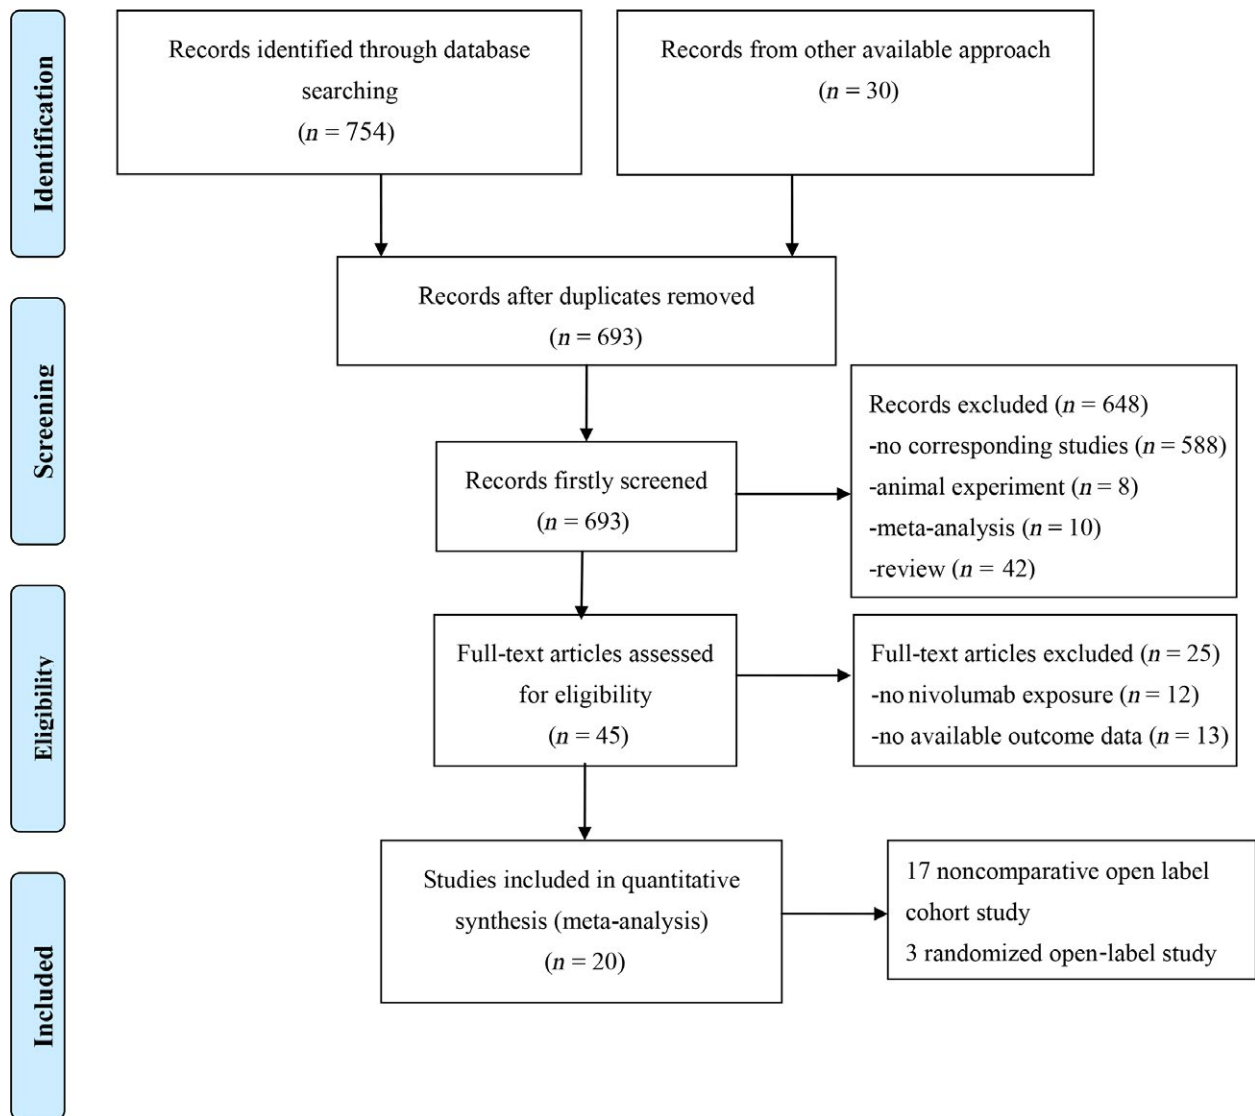 Identification
Records identified through database
searching
(n = 754)
Records from other available approach
(n = 30)
Records after duplicates removed
(n = 693)
Screening
Records firstly screened
(n = 693)
Records excluded (n = 648)
-no corresponding studies (n = 588)
-animal experiment (n = 8)
-meta-analysis (n = 10)
-review (n = 42)
Eligibility
Full-text articles assessed
for eligibility
(n = 45)
Full-text articles excluded (n = 25)
-no nivolumab exposure (n = 12)
-no available outcome data (n = 13)
Included
Studies included in quantitative
synthesis (meta-analysis)
(n = 20)
17 noncomparative open label
cohort study
3 randomized open-label study